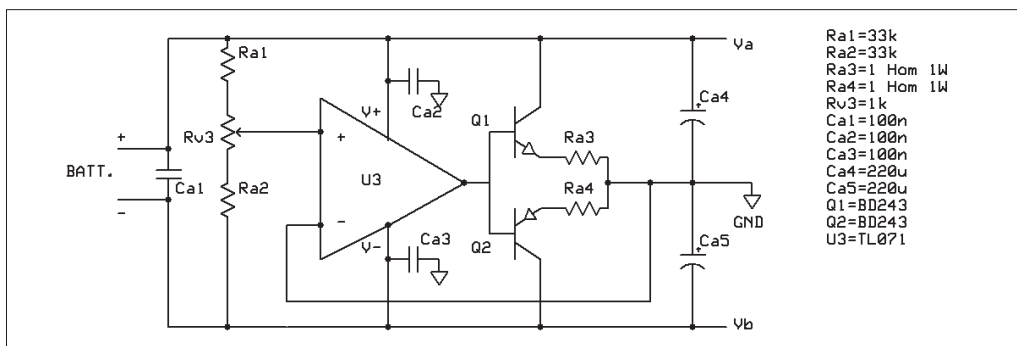 Ra1
V+
Ca2
Va
Q1
Ca4
Ra3
Rv3
+
+
BATT.
Ca1
U3
Ra4
-
Ra2
-
GND
V-
Ca3
Q2
Ca5
Vb
Ra1=33k
Ra2=33k
Ra3=1 Hom 1W
Ra4=1 Hom 1W
Rv3=1k
Ca1=100n
Ca2=100n
Ca3=100n
Ca4=220u
Ca5=220u
Q1=BD243
Q2=BD243
U3=TL071